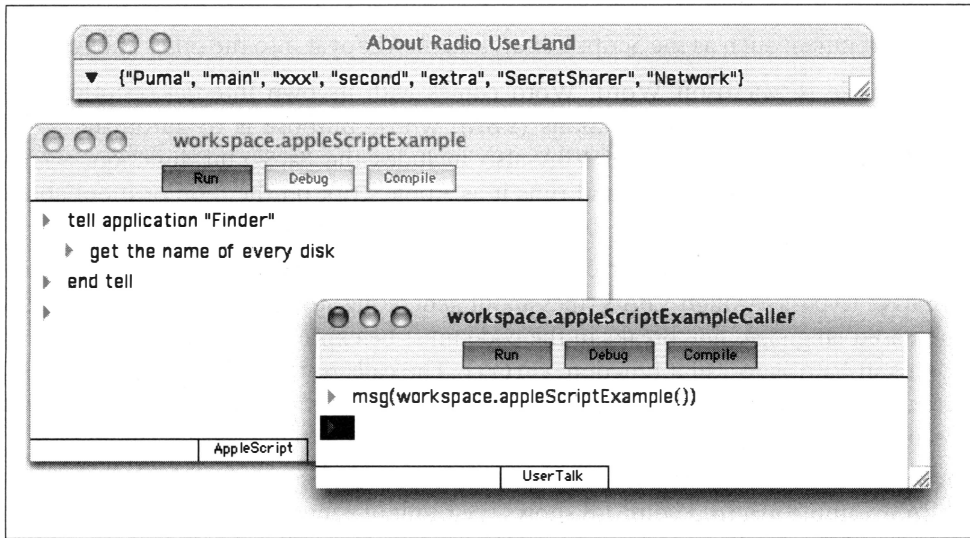 About Radio UserLand
{"Puma", "main", "xxx", "second", "extra", "SecretSharer", "Network"}
workspace.appleScriptExample
Run Debug Compile
tell application "Finder"
get the name of every disk
end tell
AppleScript
workspace.appleScriptExampleCaller
Run Debug Compile
msg(workspace.appleScriptExample())
UserTalk